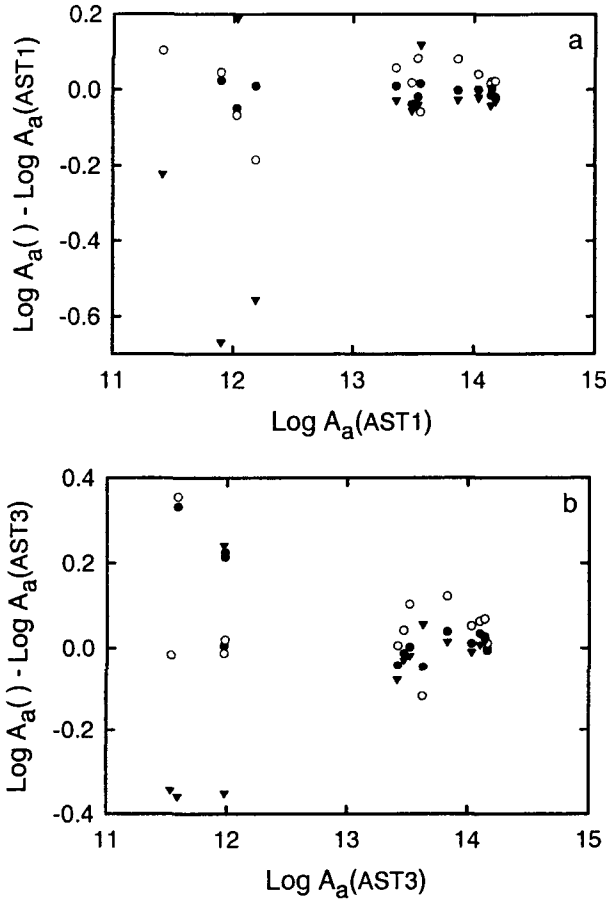 a
0.2
0.0
-0.2
-0.4
-0.6
Log Aa() - Log Aa(AST1)
11 12 13 14 15
Log Aa(AST1)
b
0.4
0.2
0.0
-0.2
-0.4
Log Aa() - Log Aa(AST3)
11 12 13 14 15
Log Aa(AST3)